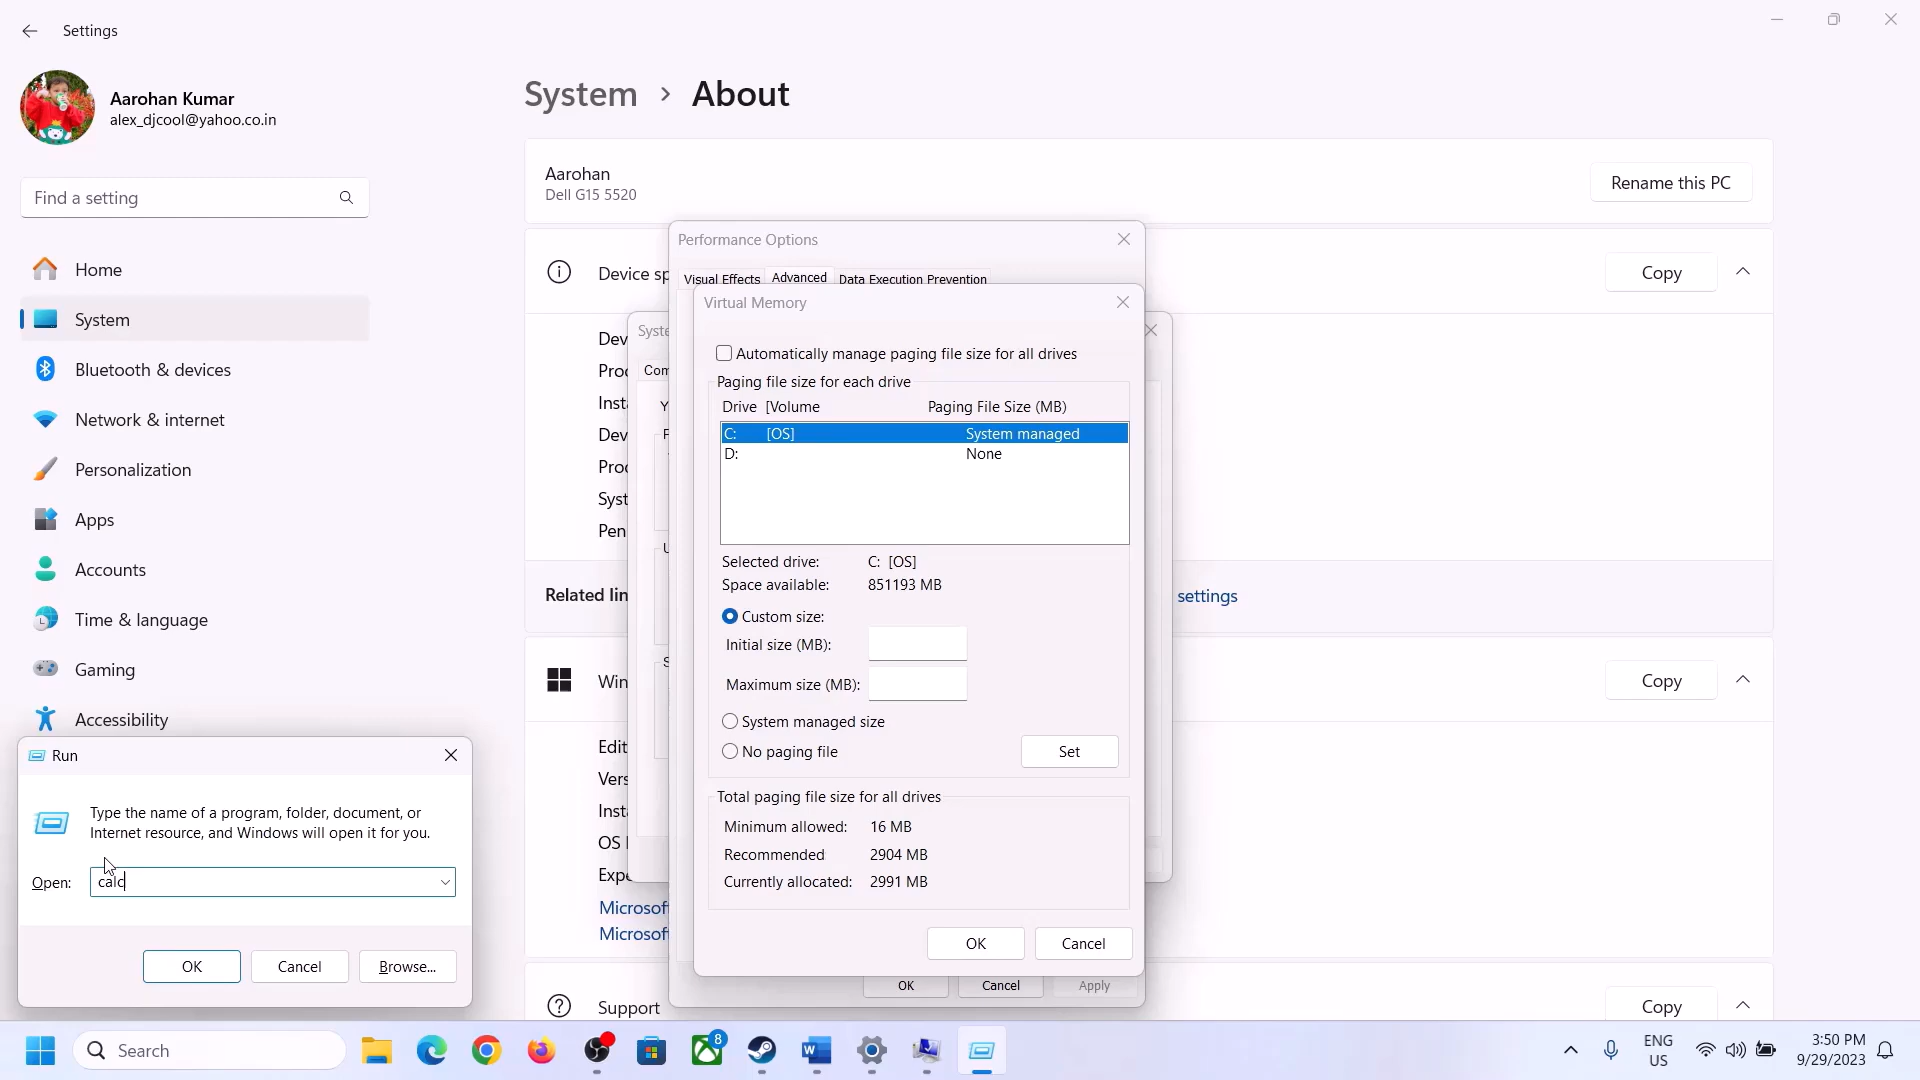 Settings
Aarohan Kumar
alex_djcool@yahoo.co.in
Find a setting
Home
System
Bluetooth & devices
Network & internet
Personalization
Apps
Accounts
Time & language
Gaming
Accessibility
System > About
Aarohan
Dell G15 5520
Rename this PC
Device sp
Copy
Dev
Proc
Insta
Dev
Proc
Syst
Pen
Related lin
settings
Win
Copy
Edit
Vers
Insta
OS
Expe
Microsof
Microsof
Support
Copy
Syste
Com
Performance Options
Visual Effects
Advanced
Data Execution Prevention
OK
Cancel
Apply
Virtual Memory
Automatically manage paging file size for all drives
Paging file size for each drive
Drive [Volume Paging File Size (MB)
C: [OS] System managed
D: None
Selected drive: C: [OS]
Space available: 851193 MB
Custom size:
Initial size (MB):
Maximum size (MB):
System managed size
No paging file
Set
Total paging file size for all drives
Minimum allowed: 16 MB
Recommended 2904 MB
Currently allocated: 2991 MB
OK
Cancel
Run
Type the name of a program, folder, document, or
Internet resource, and Windows will open it for you.
Open: calc
OK
Cancel
Browse...
Search
8
ENG
US
3:50 PM
9/29/2023